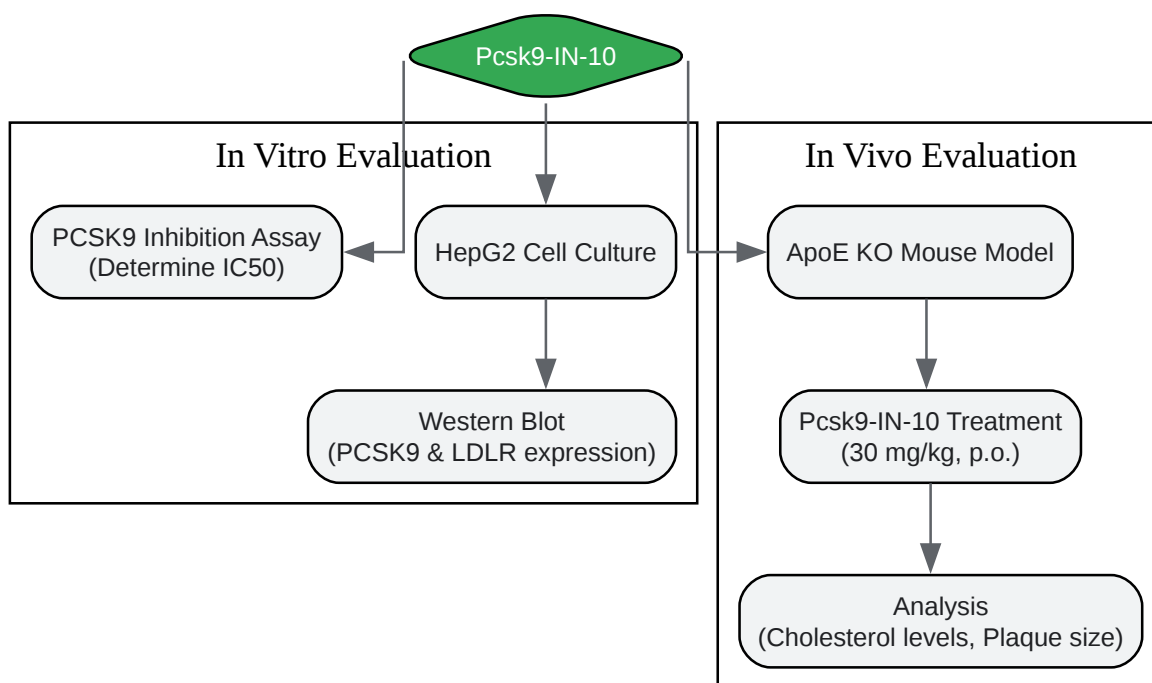 Pcsk9-IN-10
In Vitro Evaluation
PCSK9 Inhibition Assay
(Determine IC50)
HepG2 Cell Culture
Western Blot
(PCSK9 & LDLR expression)
In Vivo Evaluation
ApoE KO Mouse Model
Pcsk9-IN-10 Treatment
(30 mg/kg, p.o.)
Analysis
(Cholesterol levels, Plaque size)